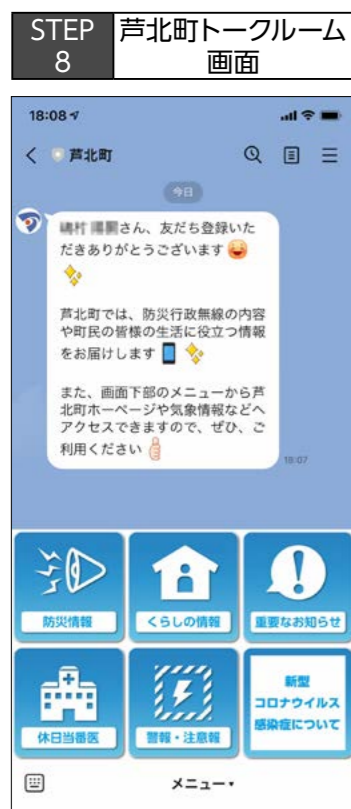 STEP
8
芦北町トークルーム
画面
18:08
芦北町
今日
さん、友だち登録いた
だきありがとうございます
芦北町では、防災行政無線の内容
や町民の皆様の生活に役立つ情報
をお届けします
また、画面下部のメニューから芦
北町ホームページや気象情報などへ
アクセスできますので、ぜひ、ご
利用ください
18:07
防災情報
くらしの情報
重要なお知らせ
休日当番医
警報・注意報
新型
コロナウイルス
感染症について
メニュー▾